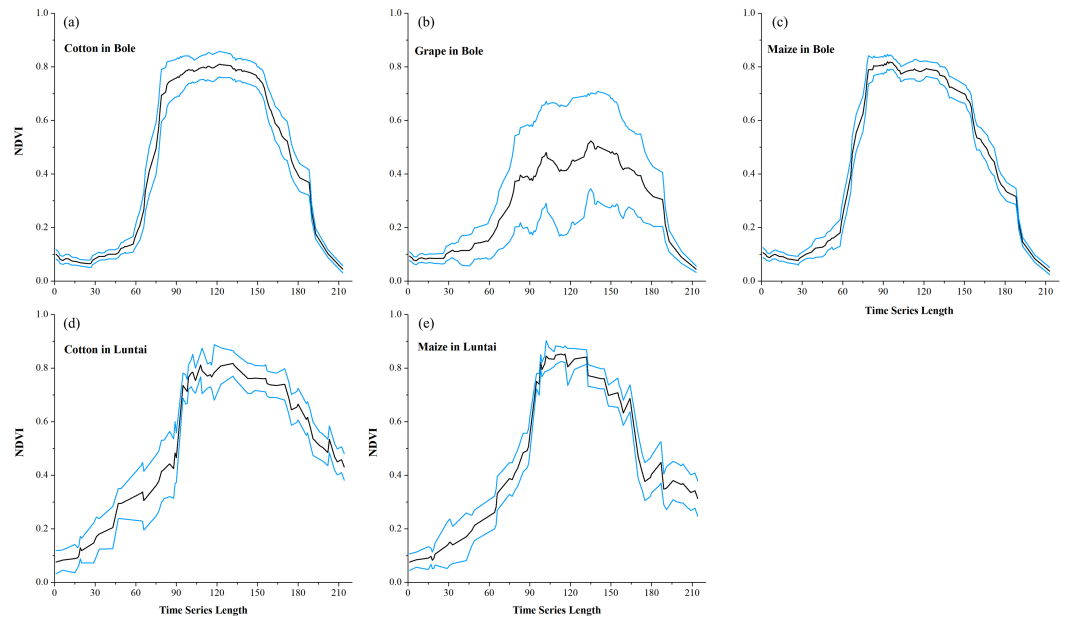 (a)
Cotton in Bole
NDVI
1.0
0.8
0.6
0.4
0.2
0.0
0 30 60 90 120 150 180 210
(b)
Grape in Bole
1.0
0.8
0.6
0.4
0.2
0.0
0 30 60 90 120 150 180 210
(c)
Maize in Bole
1.0
0.8
0.6
0.4
0.2
0.0
0 30 60 90 120 150 180 210
Time Series Length
(d)
Cotton in Luntai
NDVI
1.0
0.8
0.6
0.4
0.2
0.0
0 30 60 90 120 150 180 210
Time Series Length
(e)
Maize in Luntai
NDVI
1.0
0.8
0.6
0.4
0.2
0.0
0 30 60 90 120 150 180 210
Time Series Length